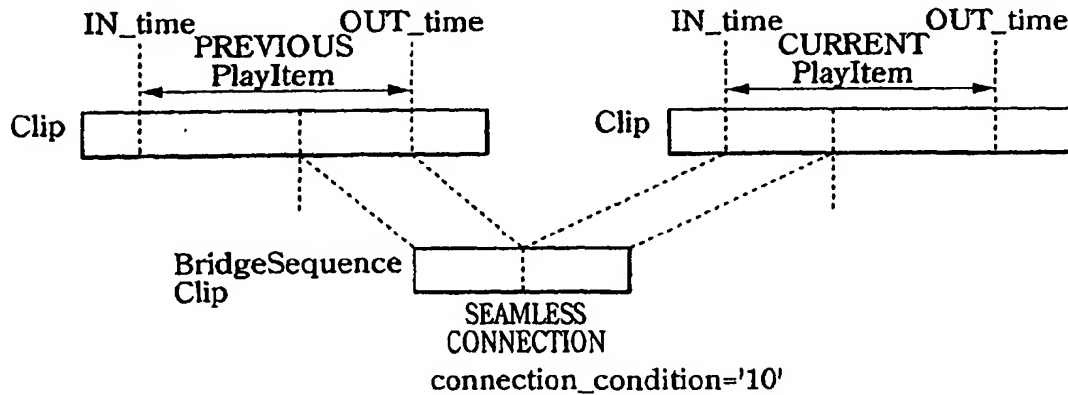 IN_time
OUT_time
PREVIOUS
PlayItem
IN_time
OUT_time
CURRENT
PlayItem
Clip
Clip
BridgeSequence
Clip
SEAMLESS
CONNECTION
connection_condition='10'